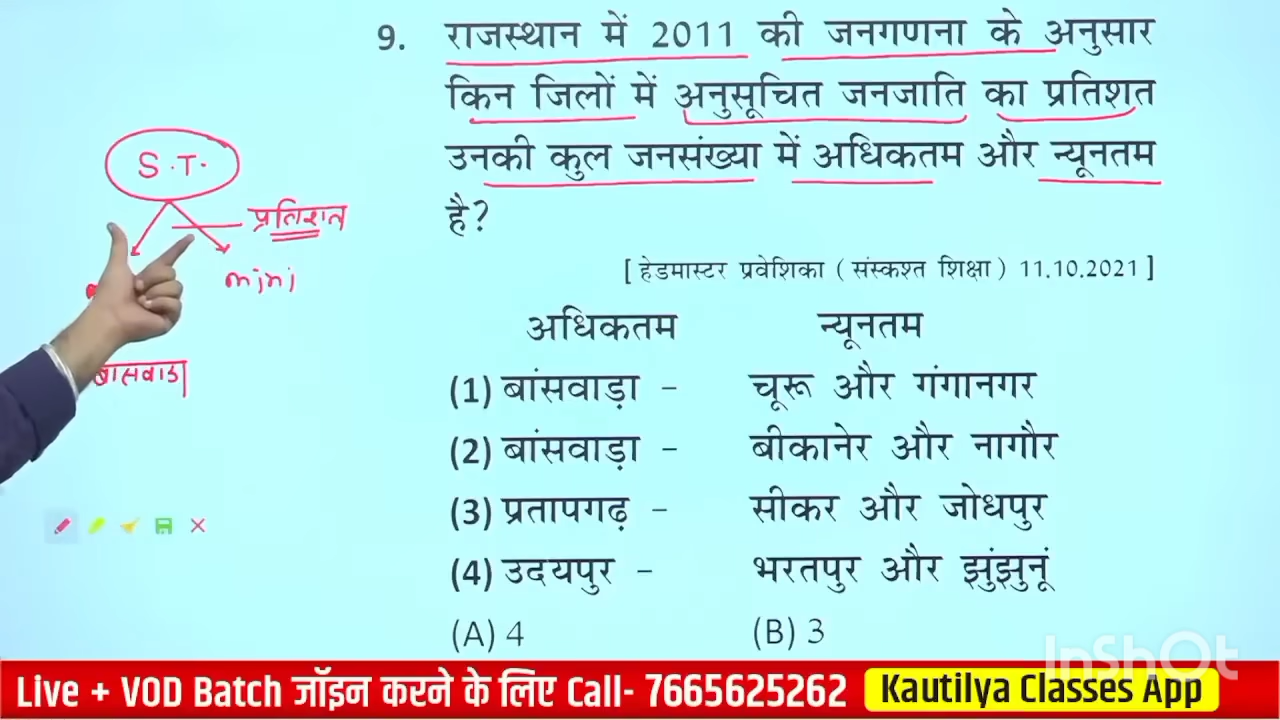 9. राजस्थान में 2011 की जनगणना के अनुसार
किन जिलों में अनुसूचित जनजाति का प्रतिशत
उनकी कुल जनसंख्या में अधिकतम और न्यूनतम
है?
[ हेडमास्टर प्रवेशिका ( संस्कश्त शिक्षा ) 11.10.2021 ]
अधिकतम न्यूनतम
(1) बांसवाड़ा – चूरू और गंगानगर
(2) बांसवाड़ा – बीकानेर और नागौर
(3) प्रतापगढ़ – सीकर और जोधपुर
(4) उदयपुर – भरतपुर और झुंझुनूं
(A) 4 (B) 3
S.T.
प्रतिशत
mini
बासवाडा
InShOt
Live + VOD Batch जॉइन करने के लिए Call- 7665625262 Kautilya Classes App